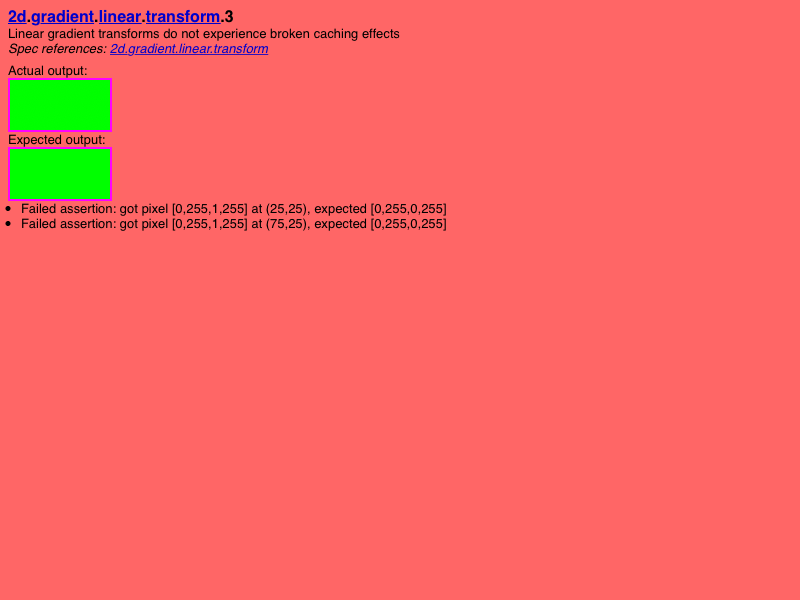 2d.gradient.linear.transform.3
Linear gradient transforms do not experience broken caching effects
Spec references: 2d.gradient.linear.transform
Actual output:
Expected output:
• Failed assertion: got pixel [0,255,1,255] at (25,25), expected [0,255,0,255]
• Failed assertion: got pixel [0,255,1,255] at (75,25), expected [0,255,0,255]